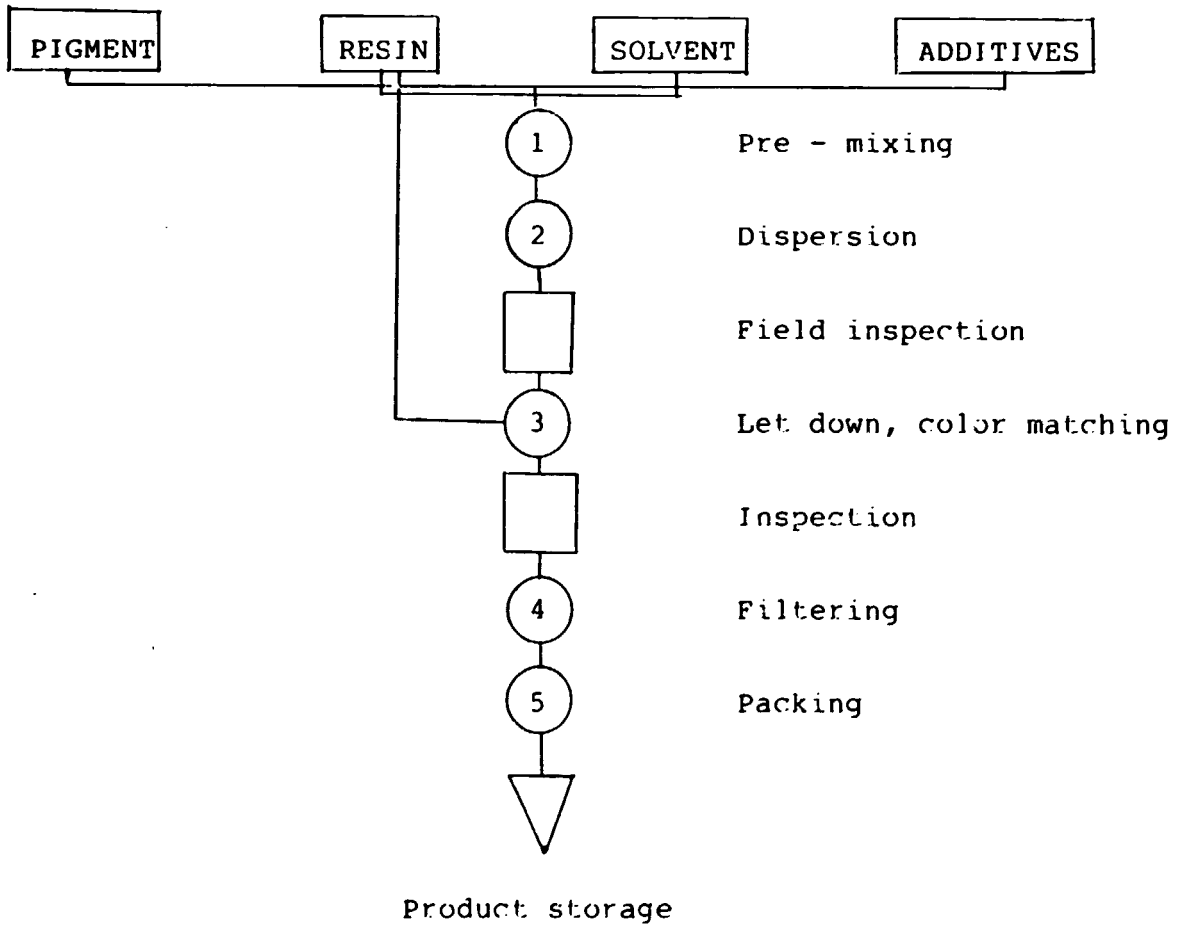 PIGMENT
RESIN
SOLVENT
ADDITIVES
1
Pre - mixing
2
Dispersion
Field inspection
3
Let down, color matching
Inspection
4
Filtering
5
Packing
Product storage